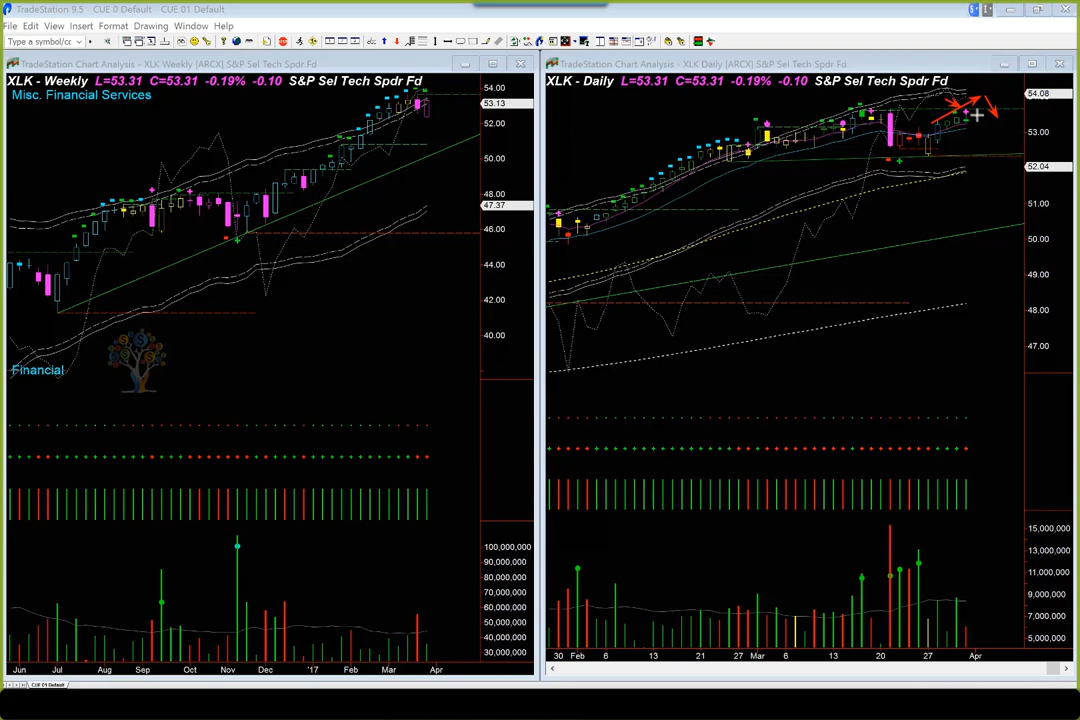 TradeStation 9.5 - CUE 0 Default CUE 01 Default
File Edit View Insert Format Drawing Window Help
Type a symbol/cc
TradeStation Chart Analysis - XLK Weekly [ARCX] S&P Sel Tech Spdr Fd
XLK - Weekly L=53.31 C=53.31 -0.19% -0.10 S&P Sel Tech Spdr Fd
Misc. Financial Services
54.00
53.13
52.00
50.00
48.00
47.37
46.00
44.00
42.00
40.00
Financial
100,000,000
90,000,000
80,000,000
70,000,000
60,000,000
50,000,000
40,000,000
30,000,000
Jun Jul Aug Sep Oct Nov Dec '17 Feb Mar Apr
TradeStation Chart Analysis - XLK Daily [ARCX] S&P Sel Tech Spdr Fd
XLK - Daily L=53.31 C=53.31 -0.19% -0.10 S&P Sel Tech Spdr Fd
54.08
53.00
52.04
51.00
50.00
49.00
48.00
47.00
15,000,000
13,000,000
11,000,000
9,000,000
7,000,000
5,000,000
30 Feb 6 13 21 27 Mar 6 13 20 27 Apr
CUE 01 Default